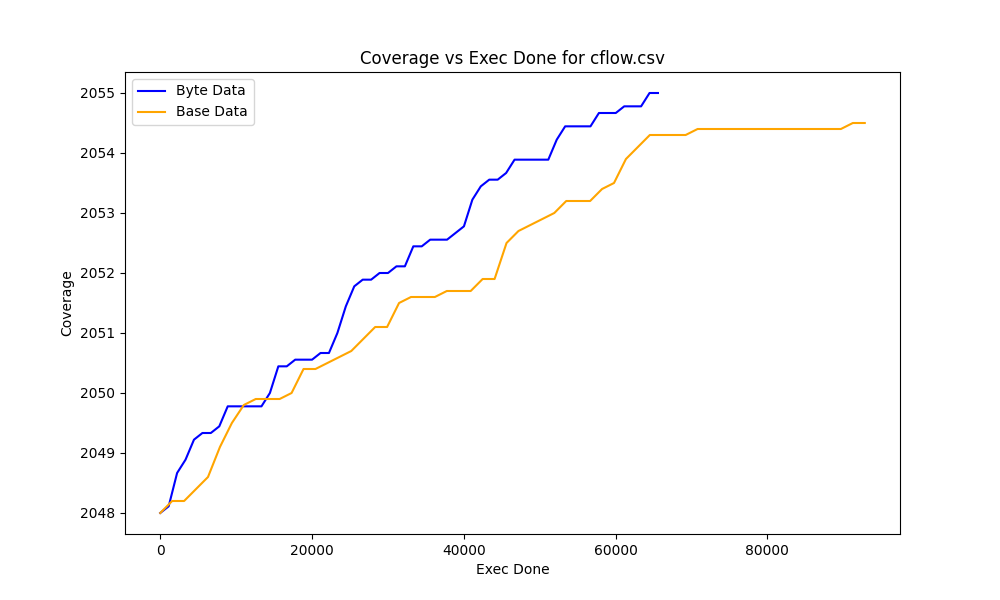 Coverage vs Exec Done for cflow.csv
Byte Data
Base Data
Coverage
2055
2054
2053
2052
2051
2050
2049
2048
0 20000 40000 60000 80000
Exec Done